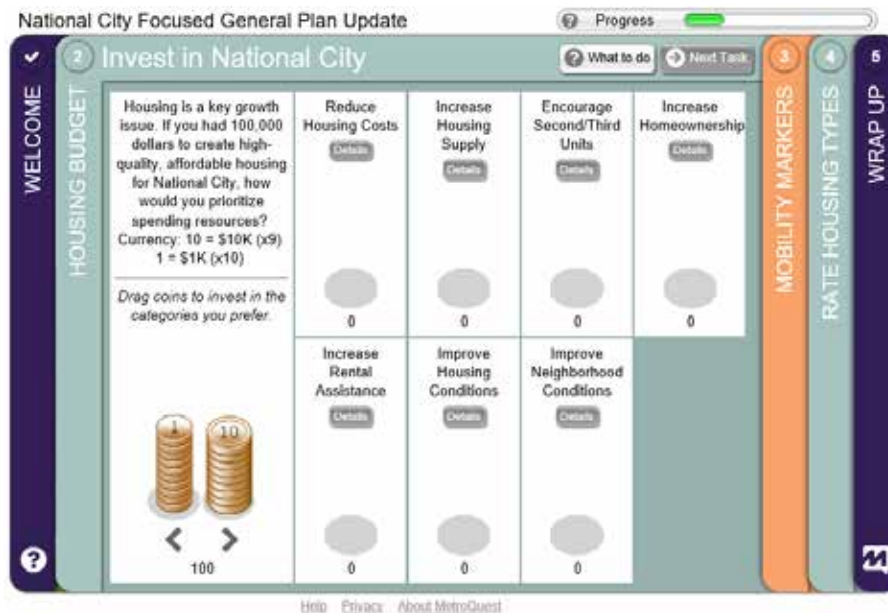 National City Focused General Plan Update
Progress
WELCOME
2
HOUSING BUDGET
Invest in National City
What to do
Next Task
Housing is a key growth
issue. If you had 100,000
dollars to create high-
quality, affordable housing
for National City, how
would you prioritize
spending resources?
Currency: 10 = $10K (x9)
1 = $1K (x10)
Drag coins to invest in the
categories you prefer.
1
10
100
Reduce
Housing Costs
Details
0
Increase
Housing
Supply
Details
0
Encourage
Second/Third
Units
Details
0
Increase
Homeownership
Details
0
Increase
Rental
Assistance
Details
0
Improve
Housing
Conditions
Details
0
Improve
Neighborhood
Conditions
Details
0
3
MOBILITY MARKERS
4
RATE HOUSING TYPES
5
WRAP UP
Help Privacy About MetroQuest